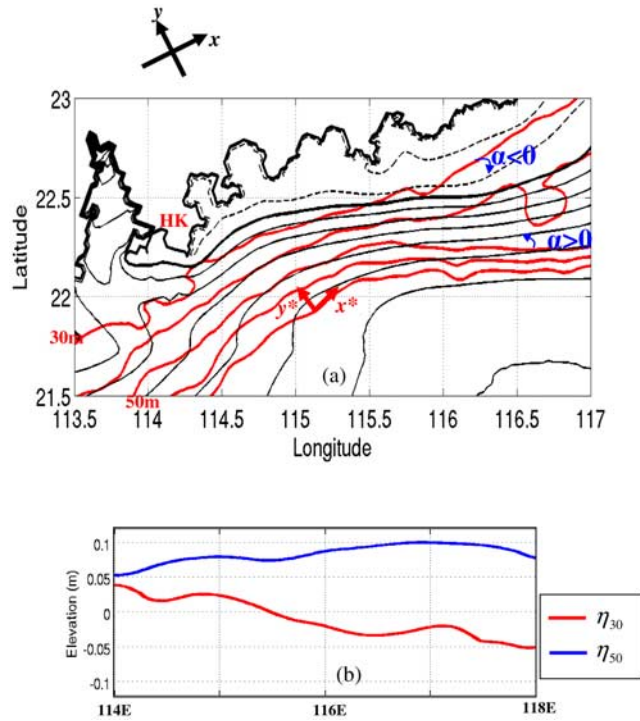 y
x
23
22.5
22
21.5
Latitude
HK
α<0
α>0
y* x*
30m
50m
(a)
113.5 114 114.5 115 115.5 116 116.5 117
Longitude
Elevation (m)
0.1
0.05
0
-0.05
-0.1
(b)
114E 116E 118E
η30
η50